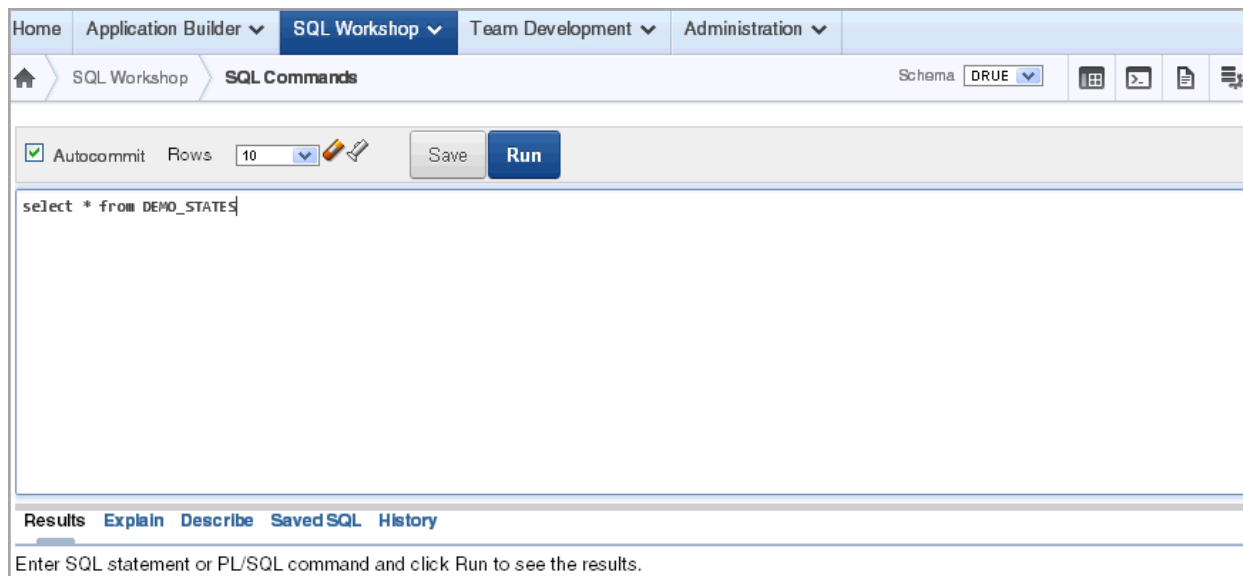 Home Application Builder SQL Workshop Team Development Administration
SQL Workshop SQL Commands Schema DRUE
Autocommit Rows 10 Save Run
select * from DEMO_STATES
Results Explain Describe Saved SQL History
Enter SQL statement or PL/SQL command and click Run to see the results.